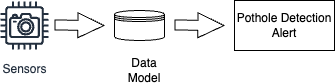 Sensors
Data
Model
Pothole Detection
Alert